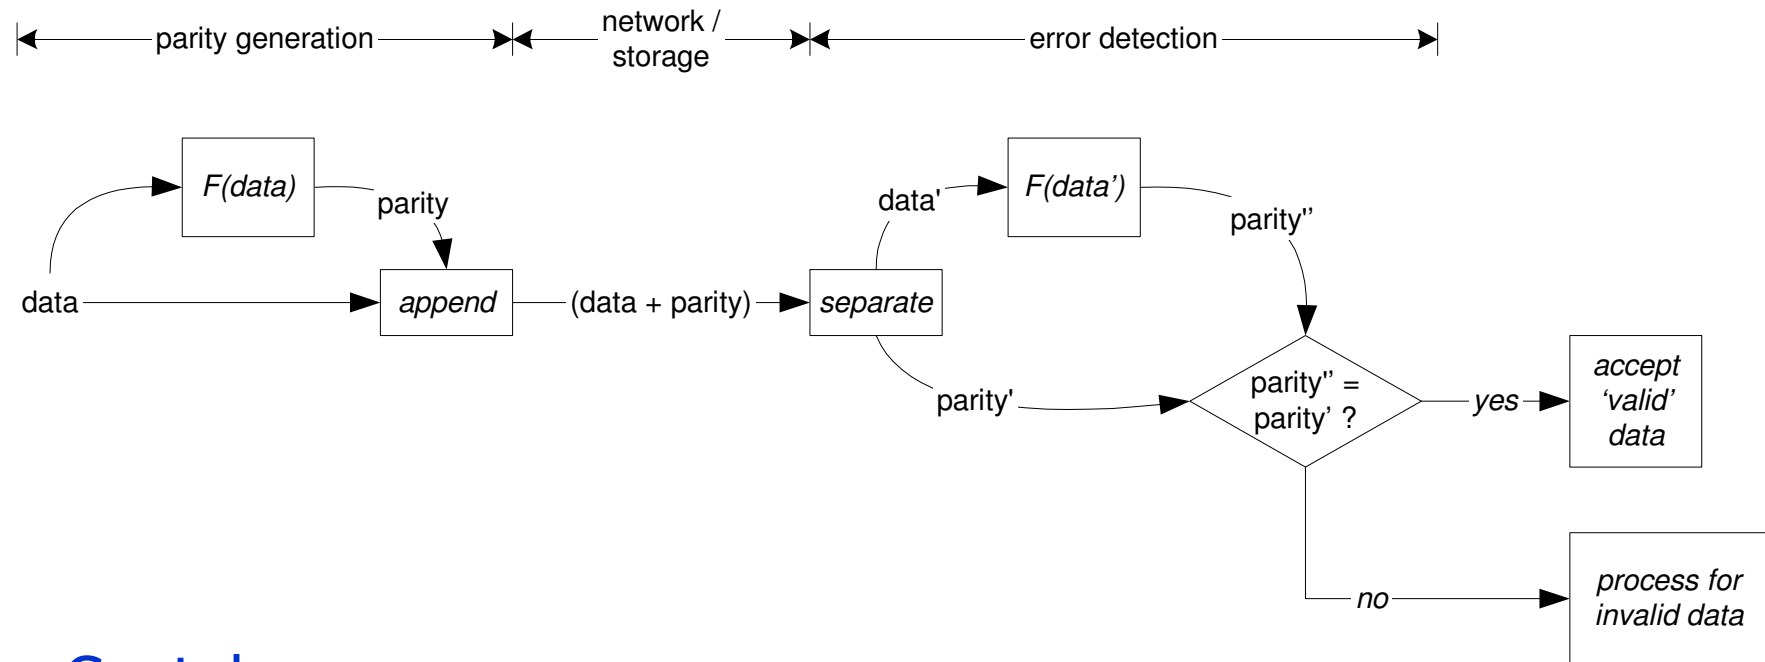 parity generation
network /
storage
error detection
F(data)
parity
data
append
(data + parity)
separate
data'
F(data’)
parity''
parity'
parity'' =
parity’ ?
yes
accept
‘valid’
data
no
process for
invalid data